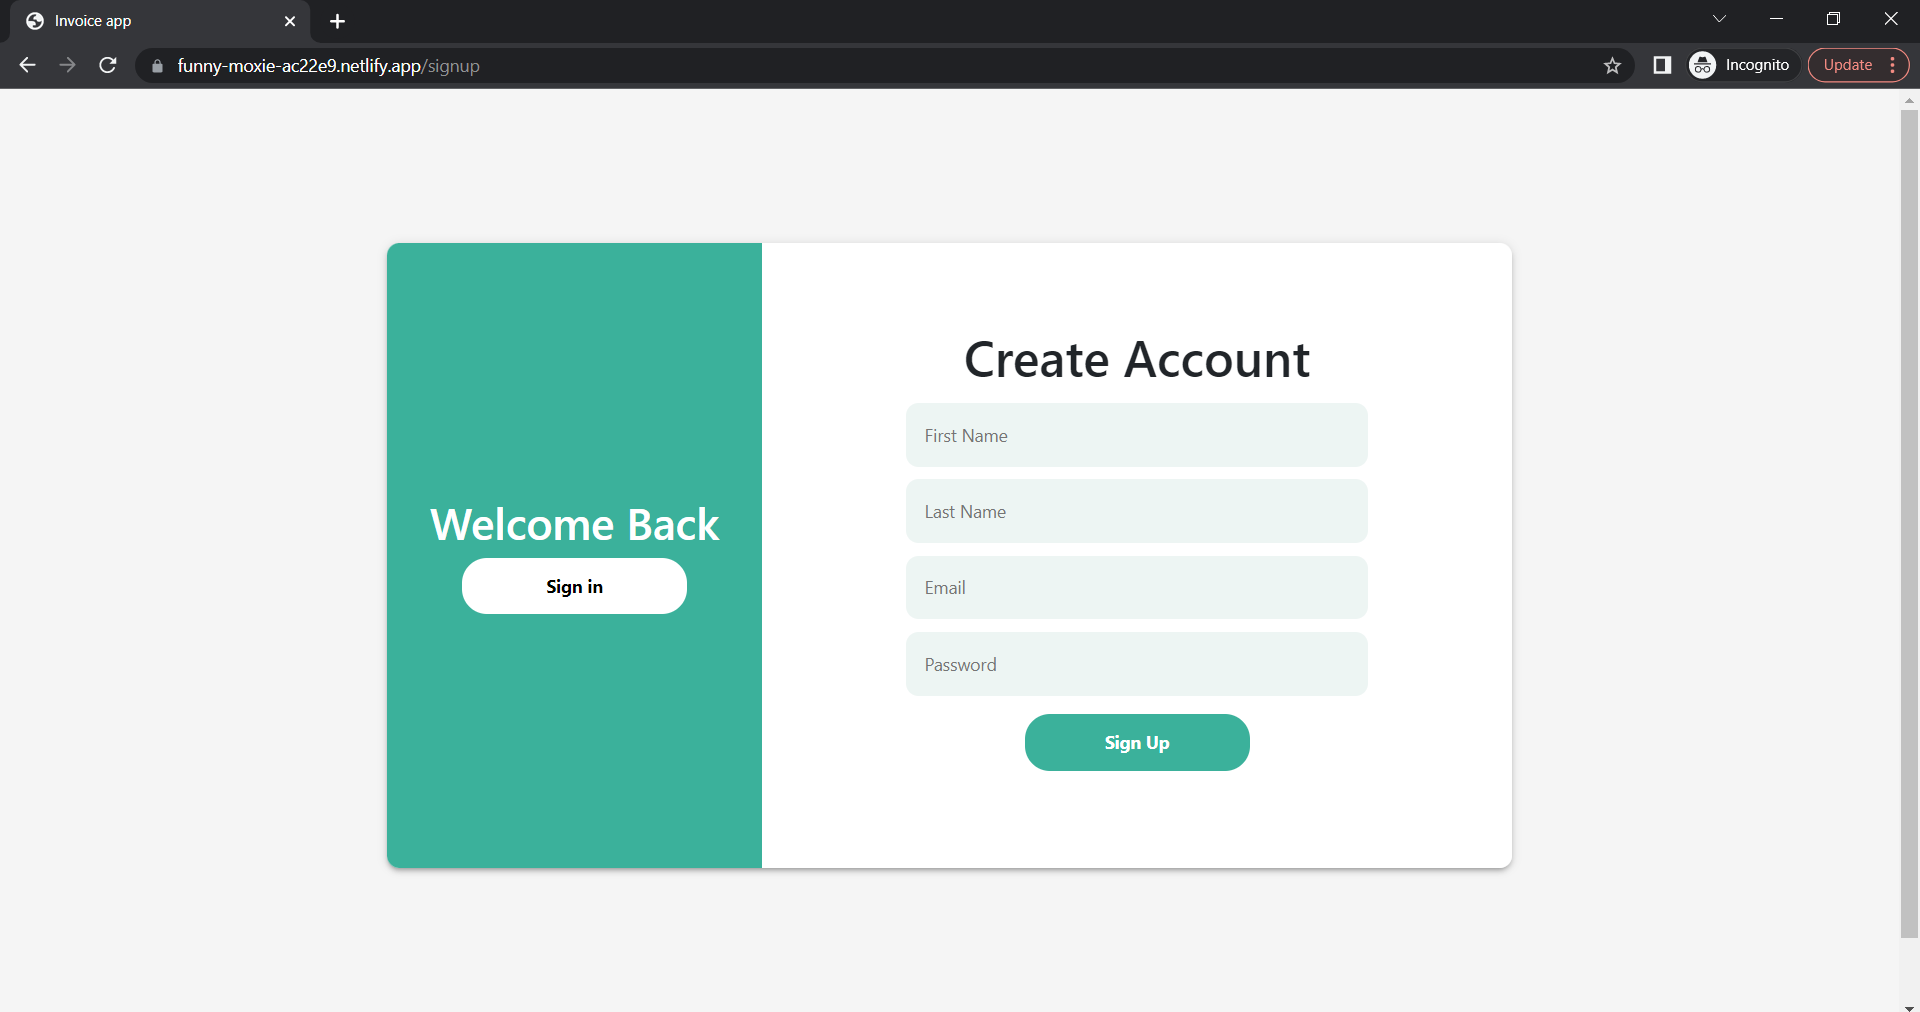 Invoice app
funny-moxie-ac22e9.netlify.app/signup
Incognito
Update
Welcome Back
Sign in
Create Account
First Name
Last Name
Email
Password
Sign Up